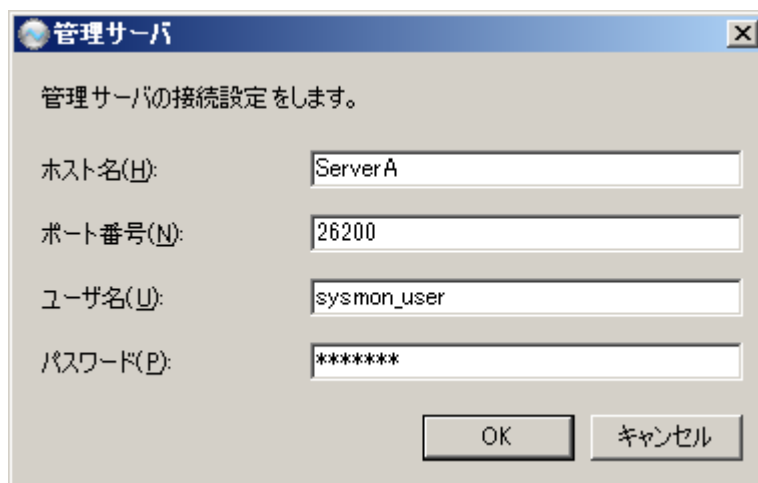 管理サーバ
管理サーバの接続設定をします。
ホスト名(H): ServerA
ポート番号(N): 26200
ユーザ名(U): sysmon_user
パスワード(P): *******
OK キャンセル